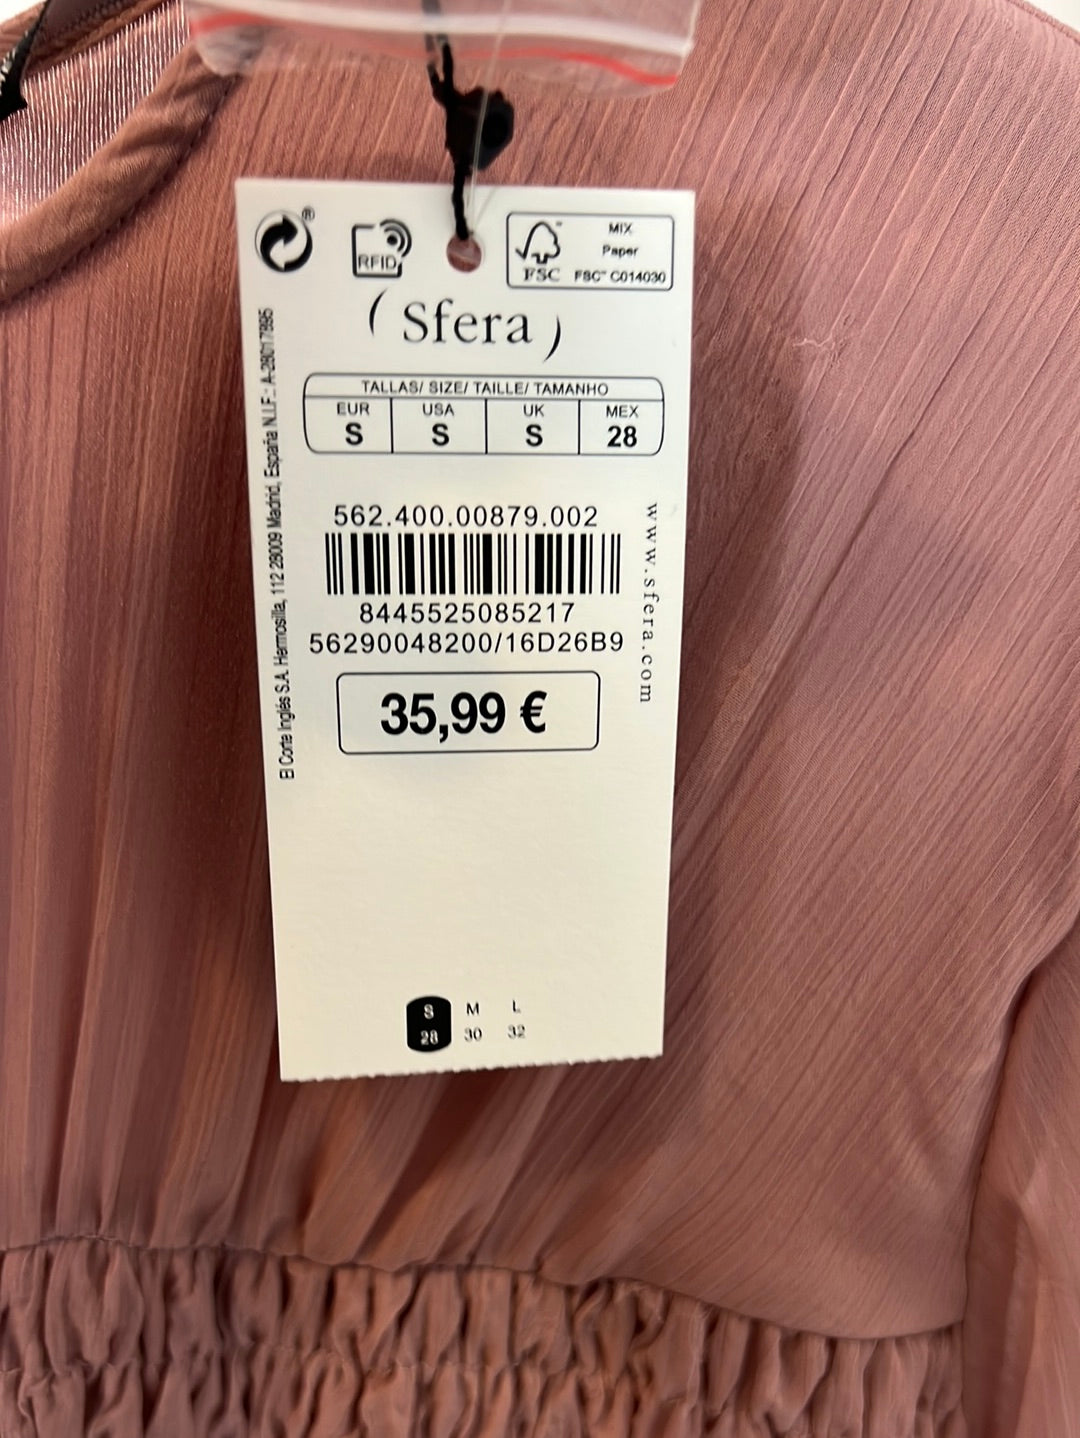 ®
RFID
MIX
Paper
FSC
FSC™ C014030
(Sfera)
TALLAS/ SIZE/ TAILLE/ TAMANHO
EUR USA UK MEX
S S S 28
562.400.00879.002
8445525085217
56290048200/16D26B9
35,99 €
www.sfera.com
El Corte Inglés S.A. Hermosilla, 112 28009 Madrid, España N.I.F.: A-28017895
S M L
28 30 32